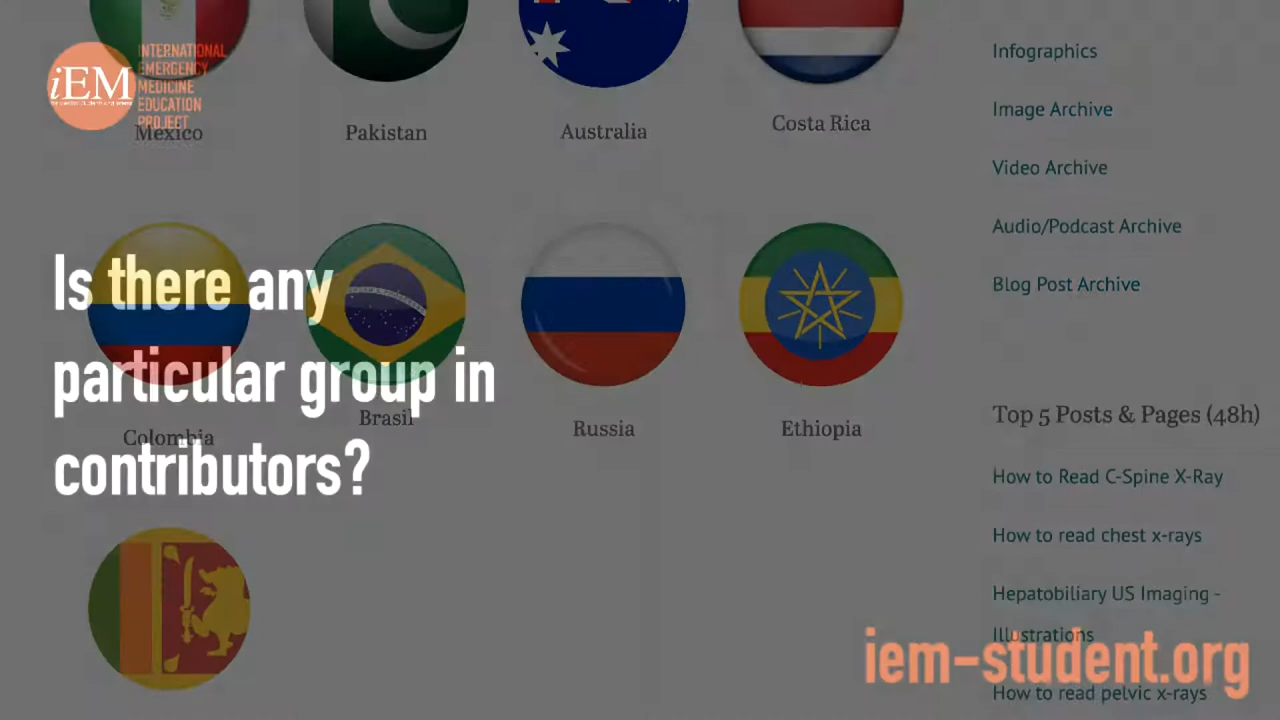 iEM
INTERNATIONAL
EMERGENCY
MEDICINE
EDUCATION
PROJECT
Mexico
Pakistan
Australia
Costa Rica
Is there any
particular group in
contributors?
Colombia
Brasil
Russia
Ethiopia
Infographics
Image Archive
Video Archive
Audio/Podcast Archive
Blog Post Archive
Top 5 Posts & Pages (48h)
How to Read C-Spine X-Ray
How to read chest x-rays
Hepatobiliary US Imaging -
Illustrations
How to read pelvic x-rays
iem-student.org